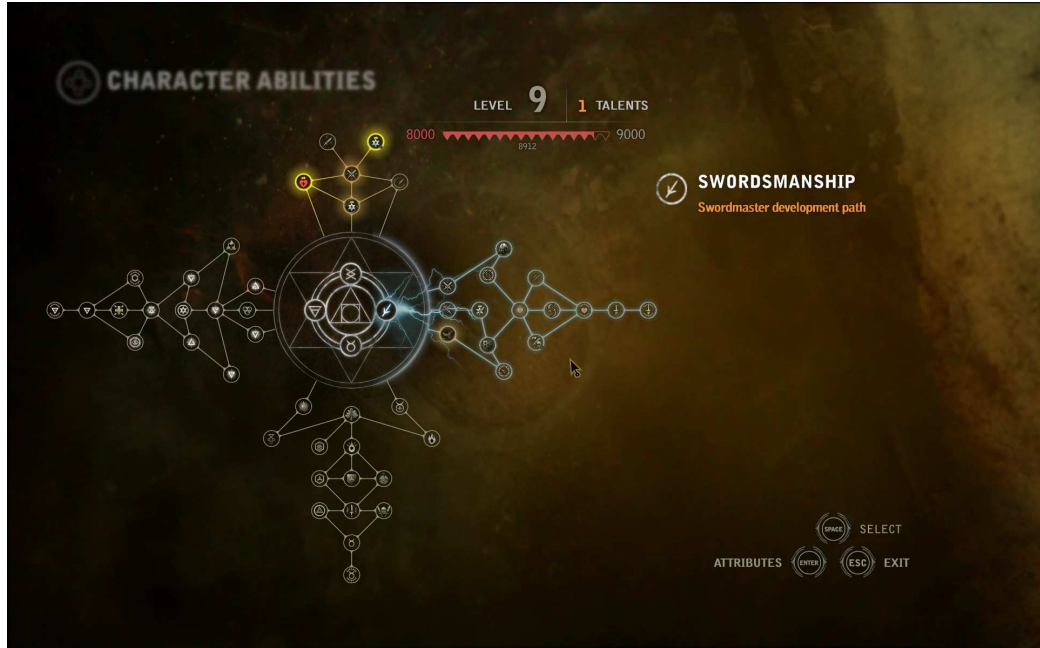 CHARACTER ABILITIES
LEVEL 9 1 TALENTS
8000 9000
8912
SWORDSMANSHIP
Swordmaster development path
SPACE SELECT
ATTRIBUTES ENTER ESC EXIT